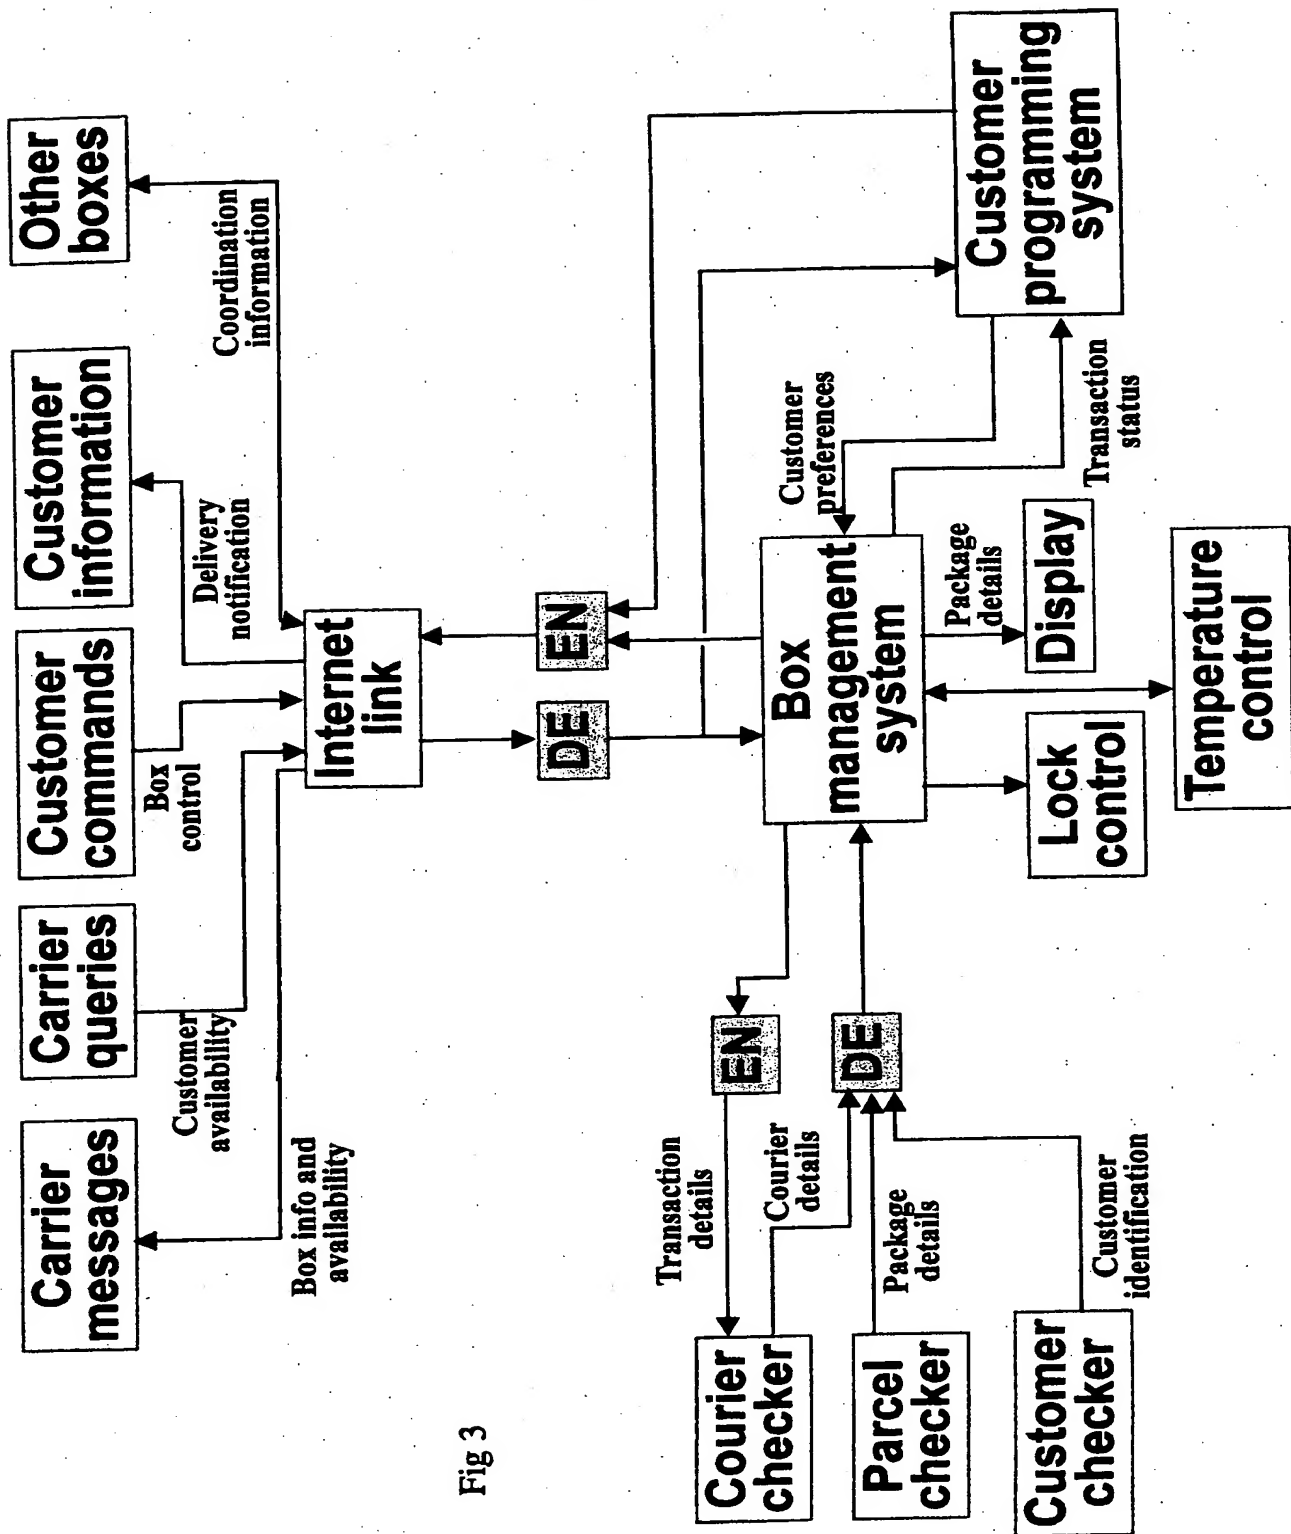 Carrier
messages
Carrier
queries
Customer
commands
Customer
information
Other
boxes
Box info and
availability
Customer
availability
Box
control
Delivery
notification
Coordination
information
Internet
link
DE
EN
Fig 3
Courier
checker
Parcel
checker
Customer
checker
Transaction
details
Courier
details
Package
details
Customer
identification
EN
DE
Box
management
system
Customer
preferences
Transaction
status
Customer
programming
system
Package
details
Lock
control
Display
Temperature
control